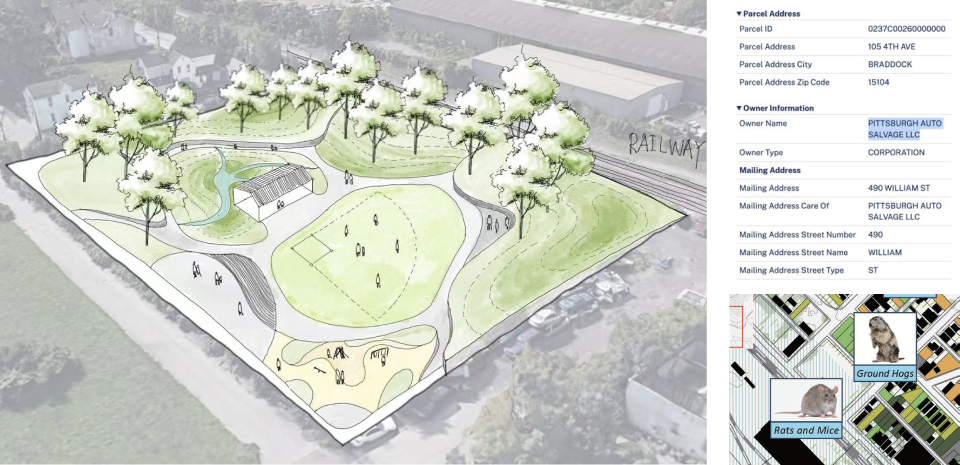 RAILWAY
▼ Parcel Address
Parcel ID 0237C00260000000
Parcel Address 105 4TH AVE
Parcel Address City BRADDOCK
Parcel Address Zip Code 15104
▼ Owner Information
Owner Name PITTSBURGH AUTO
SALVAGE LLC
Owner Type CORPORATION
Mailing Address
Mailing Address 490 WILLIAM ST
Mailing Address Care Of PITTSBURGH AUTO
SALVAGE LLC
Mailing Address Street Number 490
Mailing Address Street Name WILLIAM
Mailing Address Street Type ST
Ground Hogs
Rats and Mice